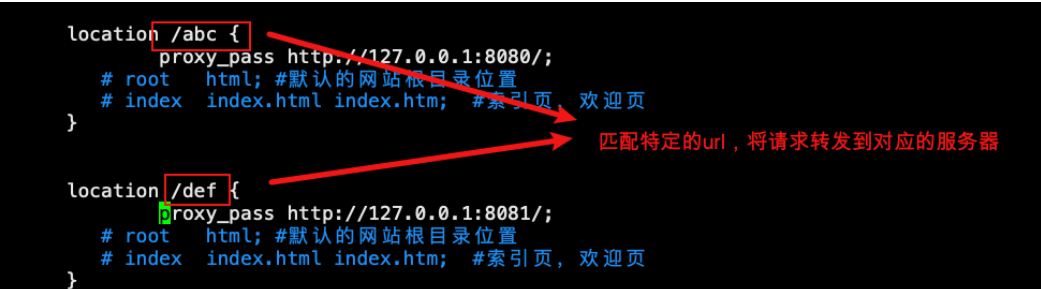 location /abc {
proxy_pass http://127.0.0.1:8080/;
# root html; #默认的网站根目录位置
# index index.html index.htm; #索引页，欢迎页
}
匹配特定的url，将请求转发到对应的服务器
location /def {
proxy_pass http://127.0.0.1:8081/;
# root html; #默认的网站根目录位置
# index index.html index.htm; #索引页，欢迎页
}